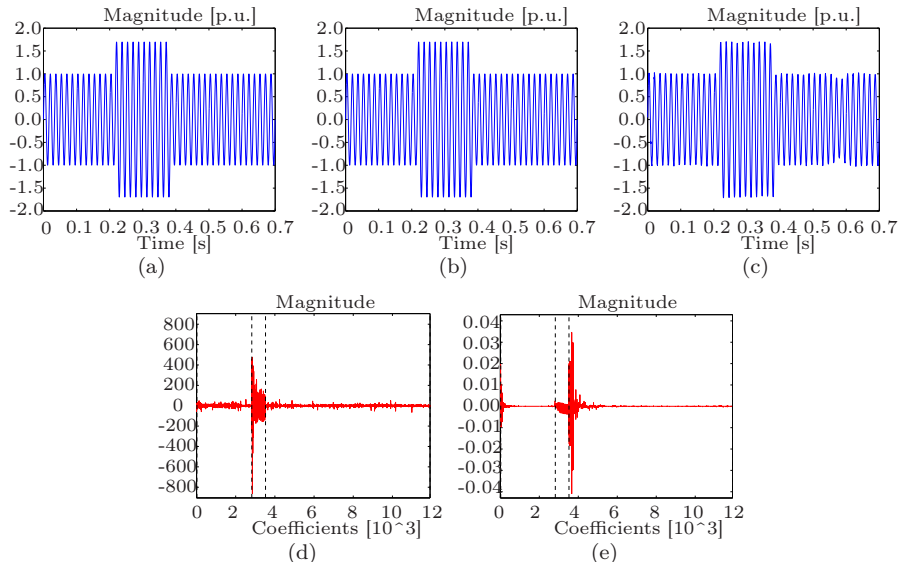 Magnitude [p.u.]
2.0
1.5
1.0
0.5
0.0
-0.5
-1.0
-1.5
-2.0
0 0.1 0.2 0.3 0.4 0.5 0.6 0.7
Time [s]
(a)
Magnitude [p.u.]
2.0
1.5
1.0
0.5
0.0
-0.5
-1.0
-1.5
-2.0
0 0.1 0.2 0.3 0.4 0.5 0.6 0.7
Time [s]
(b)
Magnitude [p.u.]
2.0
1.5
1.0
0.5
0.0
-0.5
-1.0
-1.5
-2.0
0 0.1 0.2 0.3 0.4 0.5 0.6 0.7
Time [s]
(c)
Magnitude
800
600
400
200
0
-200
-400
-600
-800
0 2 4 6 8 10 12
Coefficients [10^3]
(d)
Magnitude
0.04
0.03
0.02
0.01
0.00
-0.01
-0.02
-0.03
-0.04
0 2 4 6 8 10 12
Coefficients [10^3]
(e)